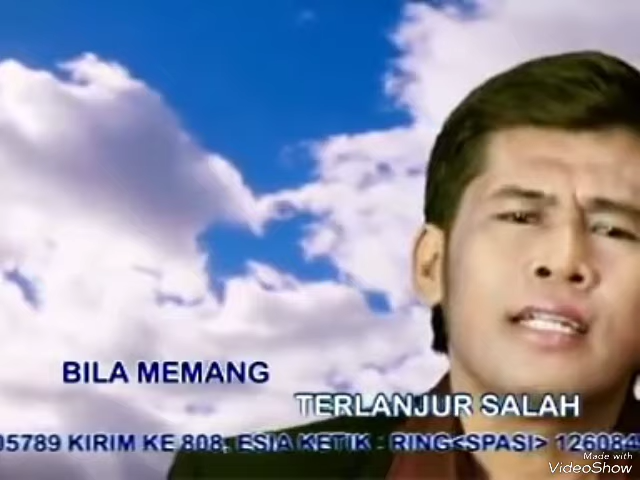 BILA MEMANG
TERLANJUR SALAH
05789 KIRIM KE 808, ESIA KETIK : RING<SPASI> 126084
Made with
VideoShow